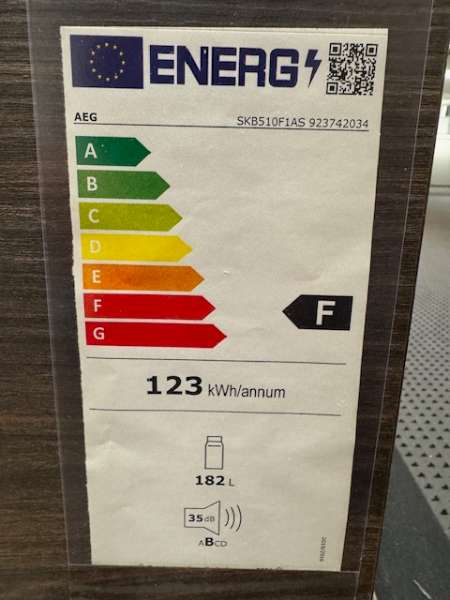 ENERG
AEG SKB510F1AS 923742034
A
B
C
D
E
F
F
G
123 kWh/annum
182 L
35dB
ABCD